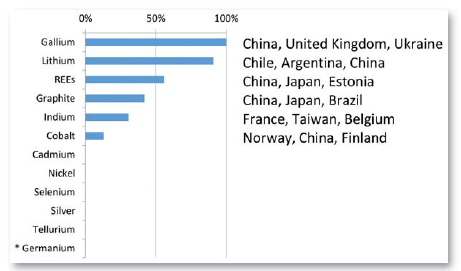 0% 50% 100%
Gallium China, United Kingdom, Ukraine
Lithium Chile, Argentina, China
REEs China, Japan, Estonia
Graphite China, Japan, Brazil
Indium France, Taiwan, Belgium
Cobalt Norway, China, Finland
Cadmium
Nickel
Selenium
Silver
Tellurium
* Germanium